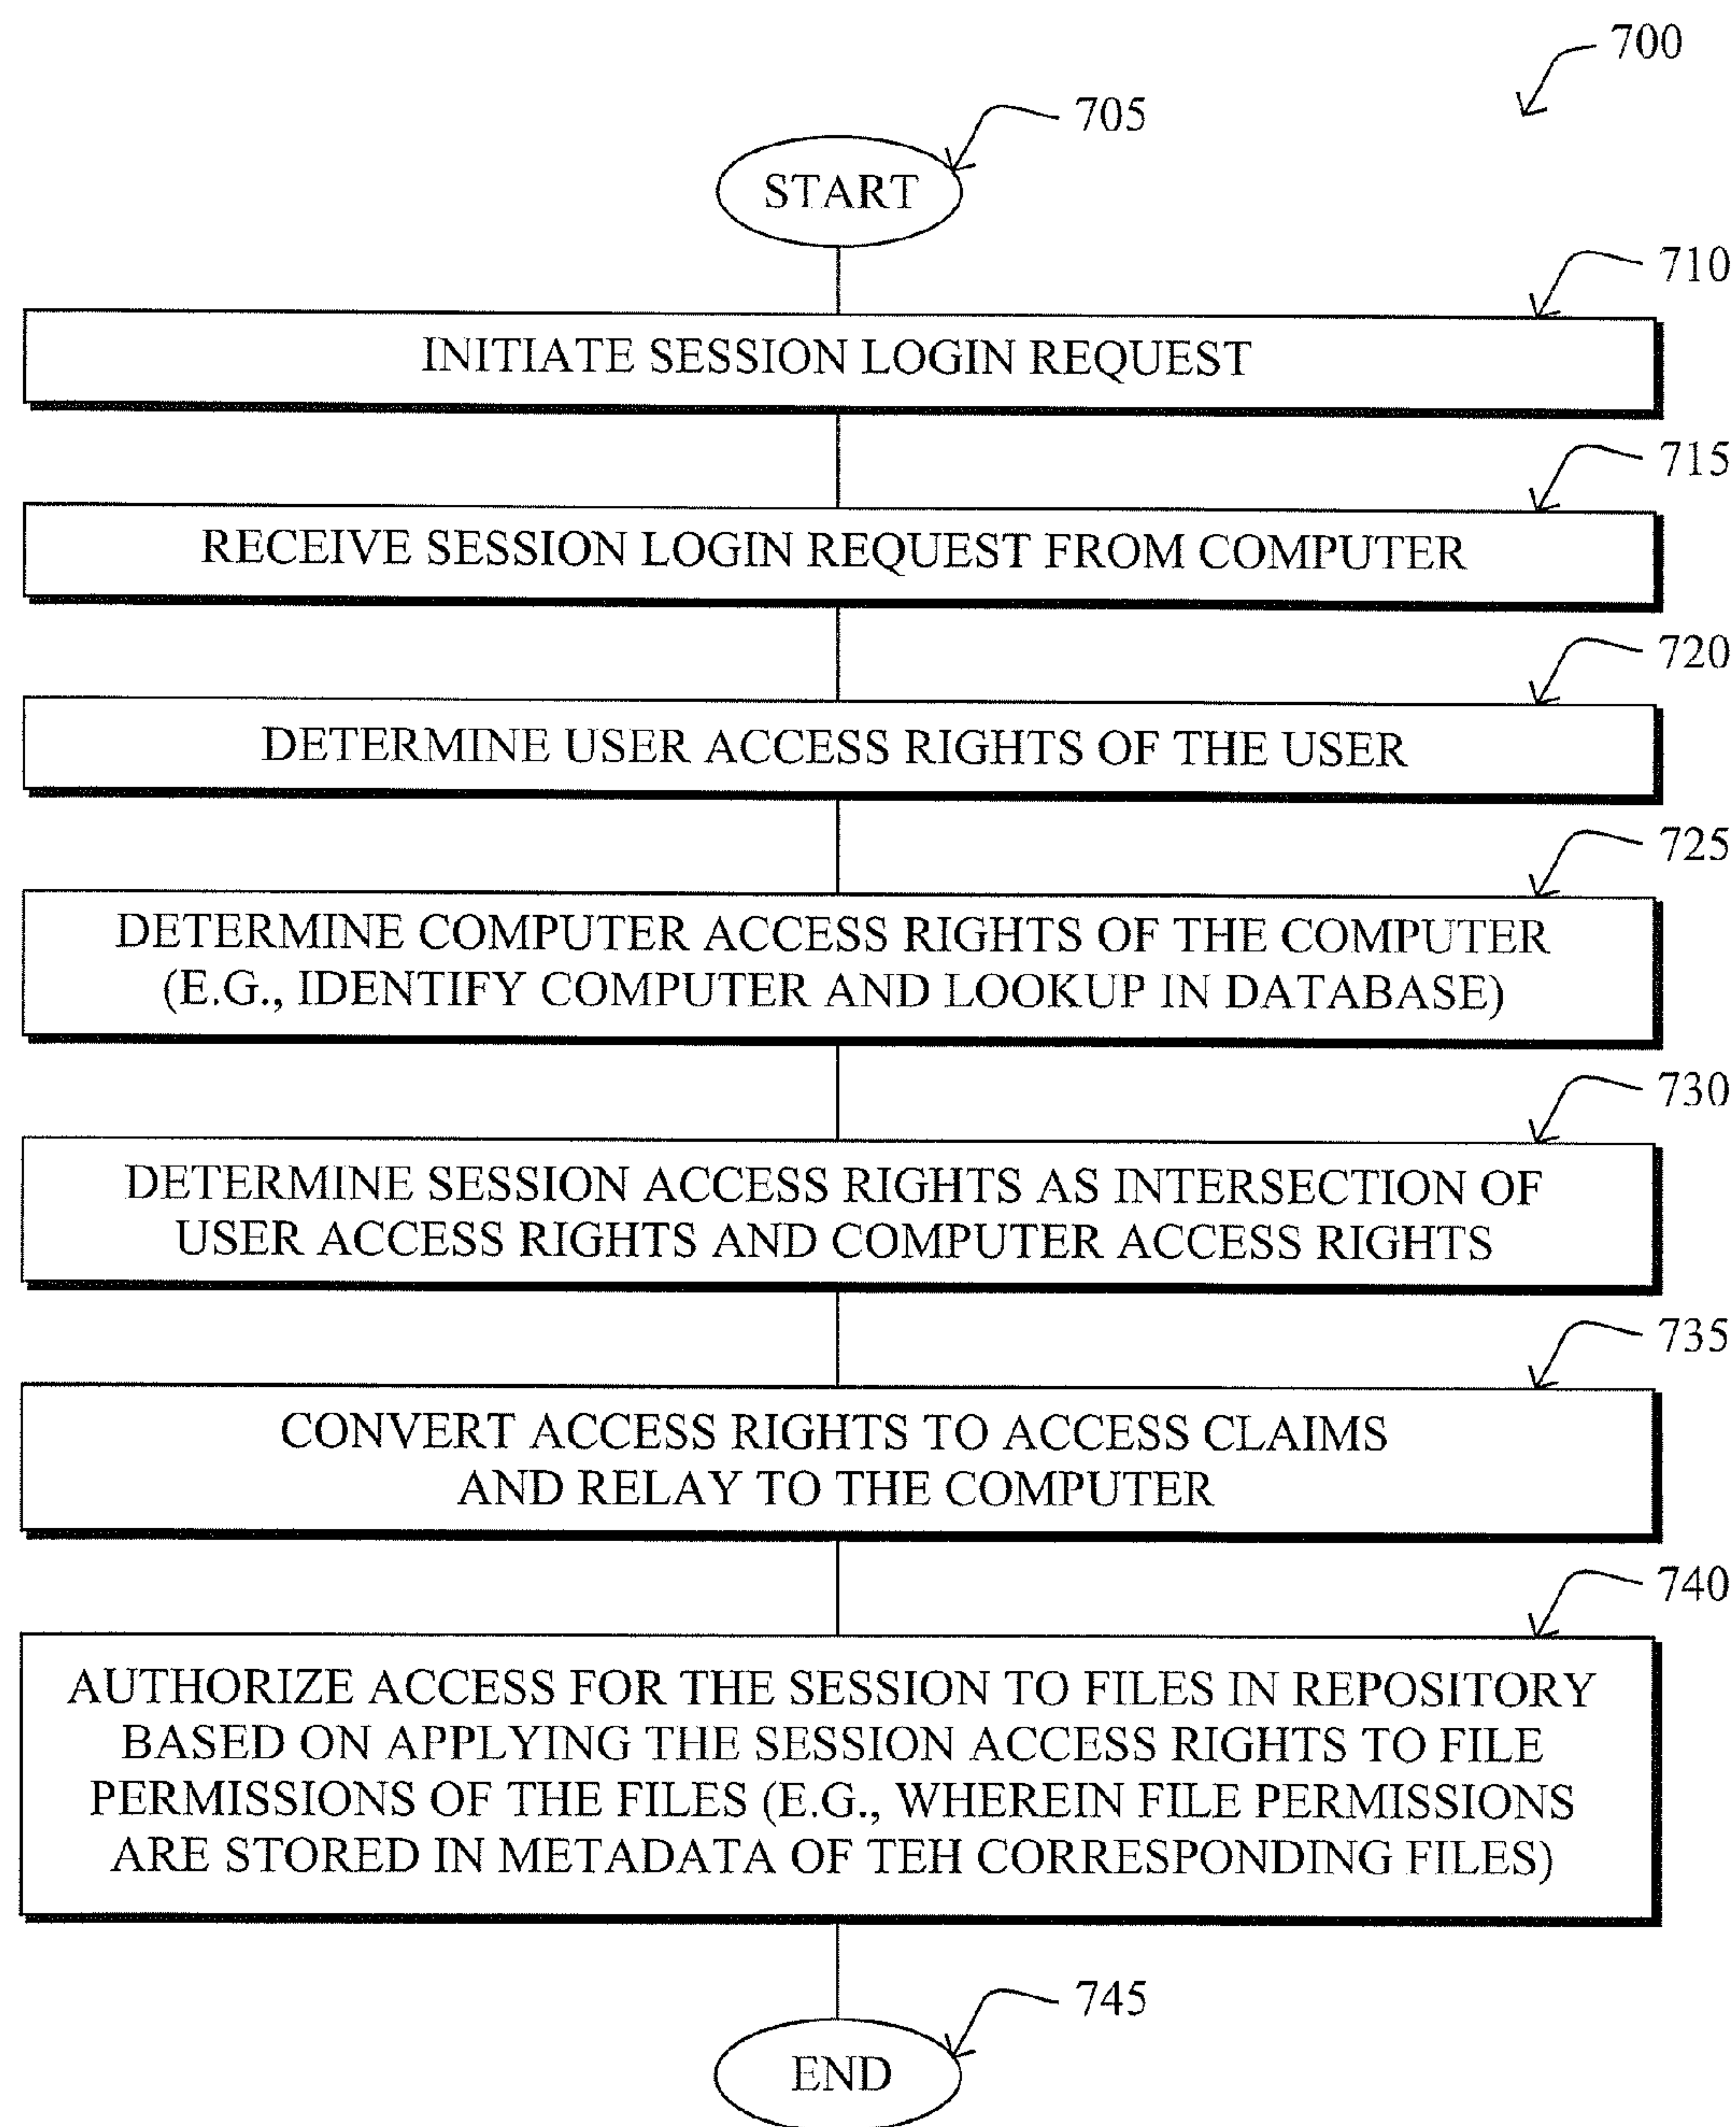 700
705
START
710
INITIATE SESSION LOGIN REQUEST
715
RECEIVE SESSION LOGIN REQUEST FROM COMPUTER
720
DETERMINE USER ACCESS RIGHTS OF THE USER
725
DETERMINE COMPUTER ACCESS RIGHTS OF THE COMPUTER
(E.G., IDENTIFY COMPUTER AND LOOKUP IN DATABASE)
730
DETERMINE SESSION ACCESS RIGHTS AS INTERSECTION OF
USER ACCESS RIGHTS AND COMPUTER ACCESS RIGHTS
735
CONVERT ACCESS RIGHTS TO ACCESS CLAIMS
AND RELAY TO THE COMPUTER
740
AUTHORIZE ACCESS FOR THE SESSION TO FILES IN REPOSITORY
BASED ON APPLYING THE SESSION ACCESS RIGHTS TO FILE
PERMISSIONS OF THE FILES (E.G., WHEREIN FILE PERMISSIONS
ARE STORED IN METADATA OF TEH CORRESPONDING FILES)
745
END